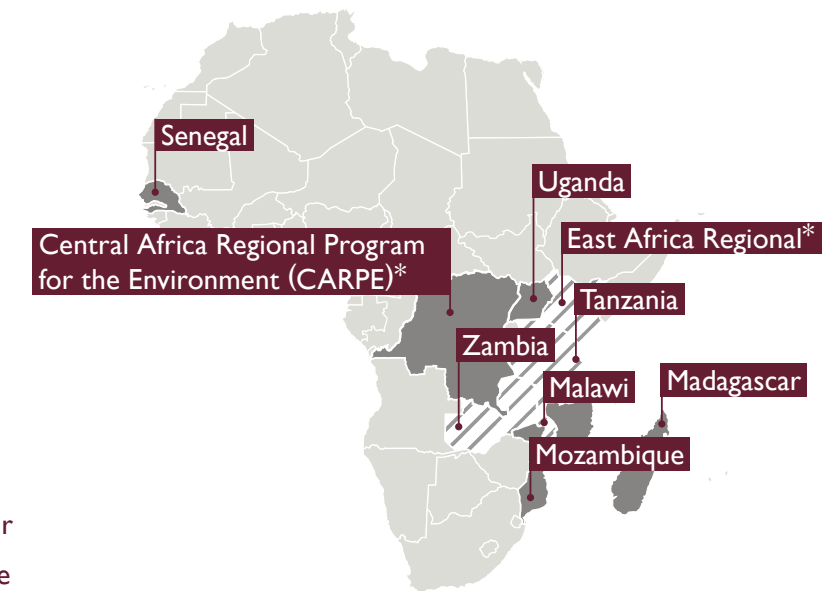 Senegal
Uganda
East Africa Regional*
Central Africa Regional Program
for the Environment (CARPE)*
Tanzania
Zambia
Malawi
Madagascar
Mozambique
r
e